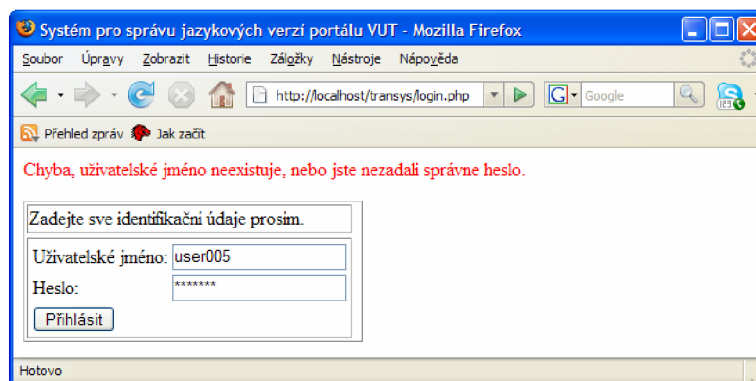 Systém pro správu jazykových verzí portálu VUT - Mozilla Firefox
Soubor Úpravy Zobrazit Historie Záložky Nástroje Nápověda
http://localhost/transys/login.php G Google
Přehled zpráv Jak začít
Chyba, uživatelské jméno neexistuje, nebo jste nezadali správne heslo.
Zadejte sve identifikační údaje prosím.
Uživatelské jméno: user005
Heslo: *******
Přihlásit
Hotovo